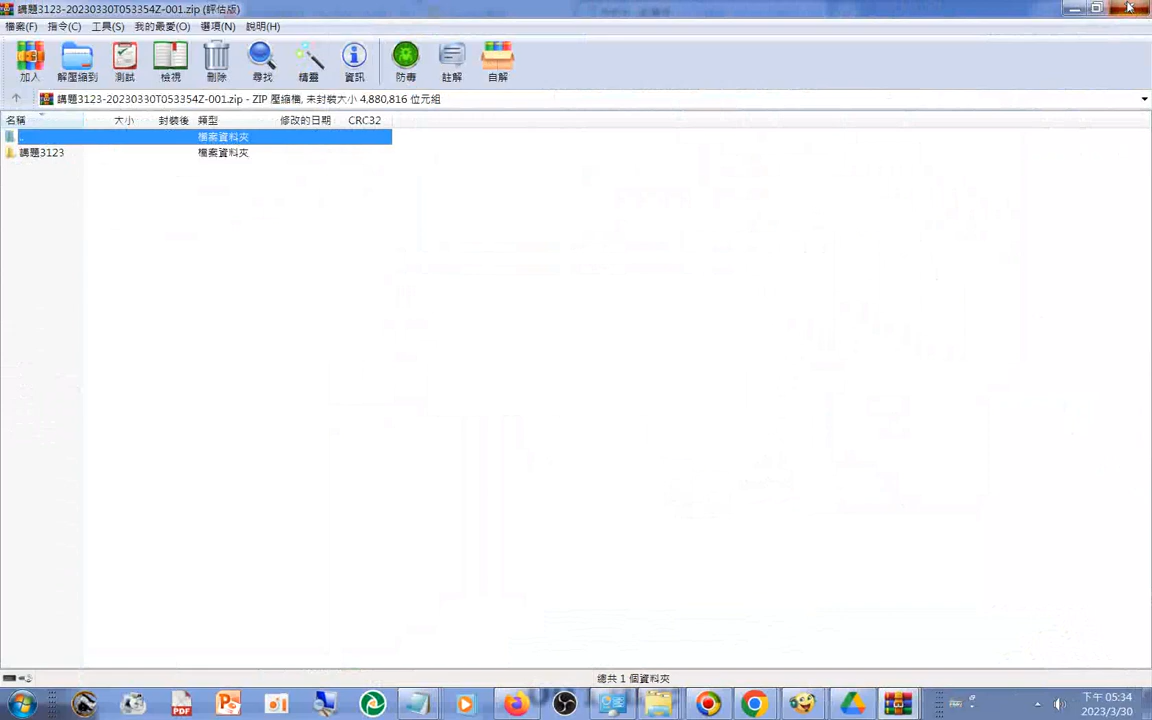 講題3123-20230330T053354Z-001.zip (評估版)
檔案(F) 指令(C) 工具(S) 我的最愛(O) 選項(N) 說明(H)
加入 解壓縮到 測試 檢視 刪除 尋找 精靈 資訊 防毒 註解 自解
講題3123-20230330T053354Z-001.zip - ZIP 壓縮檔, 未封裝大小 4,880,816 位元組
名稱 大小 封裝後 類型 修改的日期 CRC32
.. 檔案資料夾
講題3123 檔案資料夾
總共 1 個資料夾
PDF
下午 05:34
2023/3/30